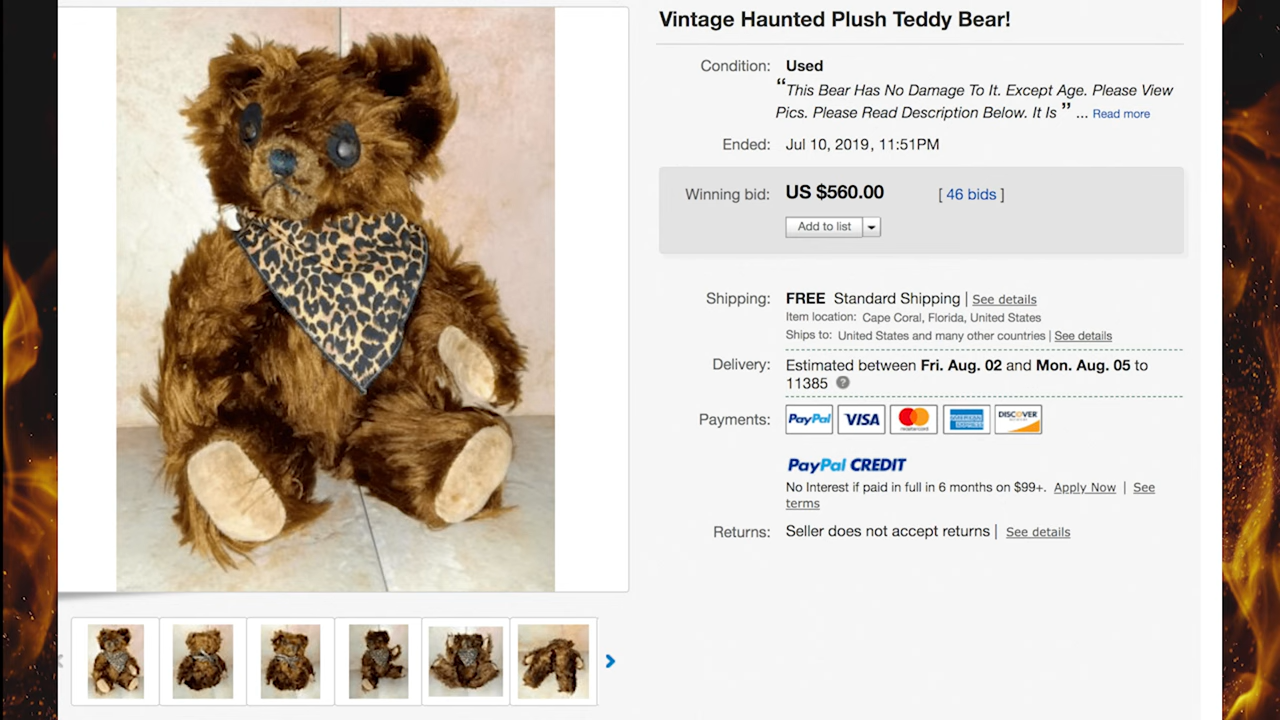 Vintage Haunted Plush Teddy Bear!
Condition: Used
“This Bear Has No Damage To It. Except Age. Please View
Pics. Please Read Description Below. It Is ” ... Read more
Ended: Jul 10, 2019, 11:51PM
Winning bid: US $560.00 [ 46 bids ]
Add to list
Shipping: FREE Standard Shipping | See details
Item location: Cape Coral, Florida, United States
Ships to: United States and many other countries | See details
Delivery: Estimated between Fri. Aug. 02 and Mon. Aug. 05 to
11385 ?
Payments: PayPal VISA mastercard AMERICAN EXPRESS DISCOVER
PayPal CREDIT
No Interest if paid in full in 6 months on $99+. Apply Now | See
terms
Returns: Seller does not accept returns | See details